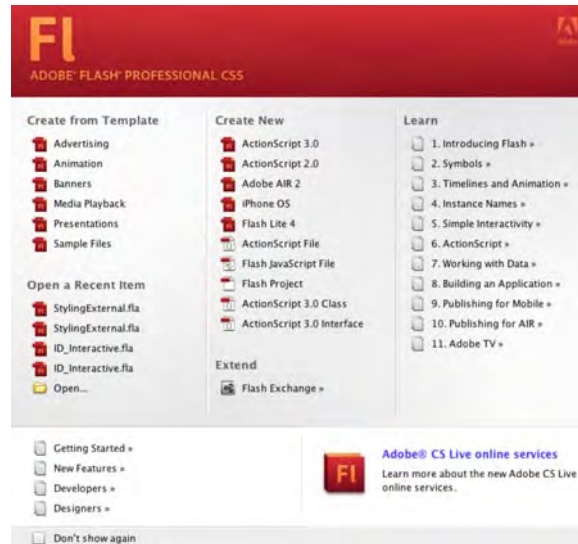 Fl
ADOBE® FLASH® PROFESSIONAL CS5
Create from Template
Advertising
Animation
Banners
Media Playback
Presentations
Sample Files
Open a Recent Item
StylingExternal.fla
StylingExternal.fla
ID_Interactive.fla
ID_Interactive.fla
Open...
Create New
ActionScript 3.0
ActionScript 2.0
Adobe AIR 2
iPhone OS
Flash Lite 4
ActionScript File
Flash JavaScript File
Flash Project
ActionScript 3.0 Class
ActionScript 3.0 Interface
Extend
Flash Exchange »
Learn
1. Introducing Flash »
2. Symbols »
3. Timelines and Animation »
4. Instance Names »
5. Simple Interactivity »
6. ActionScript »
7. Working with Data »
8. Building an Application »
9. Publishing for Mobile »
10. Publishing for AIR »
11. Adobe TV »
Getting Started »
New Features »
Developers »
Designers »
Fl
Adobe® CS Live online services
Learn more about the new Adobe CS Live
online services.
Don't show again